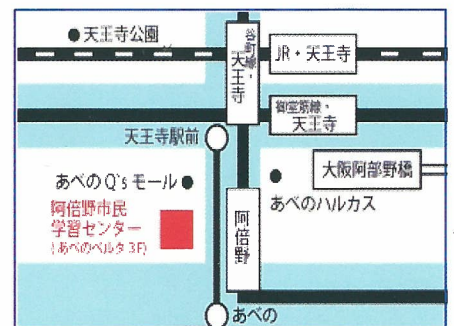 天王寺公園
谷町線・
天王寺
JR・天王寺
御堂筋線・
天王寺
天王寺駅前
大阪阿部野橋
あべのQ'sモール
あべのハルカス
阿倍野市民
学習センター
(あべのベルタ3F)
阿倍野
あべの